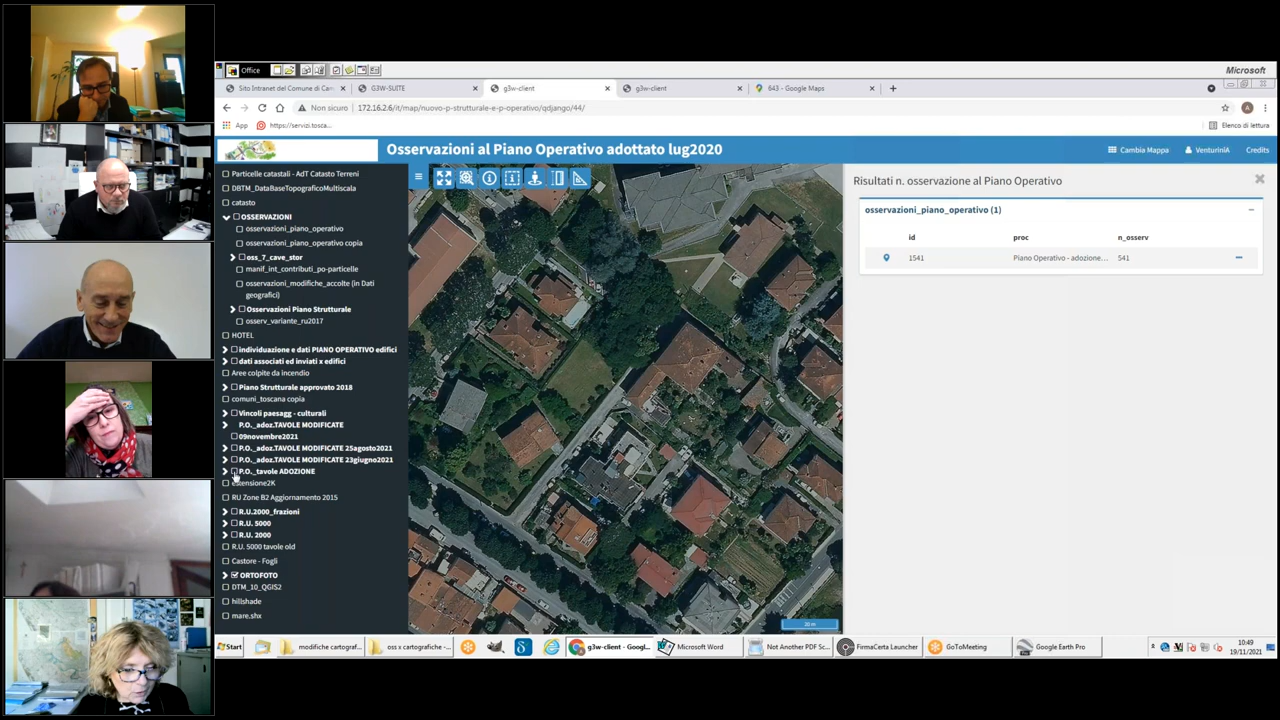 Office
Microsoft
Sito Intranet del Comune di Car
G3W-SUITE
g3w-client
g3w-client
643 - Google Maps
Non sicuro
172.16.2.6/it/map/nuovo-p-strutturale-e-p-operativo/qdjango/44/
App
https://servizi.tosca...
Elenco di lettura
Osservazioni al Piano Operativo adottato lug2020
Cambia Mappa
VenturiniA
Credits
Particelle catastali - AdT Catasto Terreni
DBTM_DataBaseTopograficoMultiscala
catasto
OSSERVAZIONI
osservazioni_piano_operativo
osservazioni_piano_operativo copia
oss_7_cave_stor
manif_int_contributi_po-particelle
osservazioni_modifiche_accolte (in Dati
geografici)
Osservazioni Piano Strutturale
osserv_variante_ru2017
HOTEL
individuazione e dati PIANO OPERATIVO edifici
dati associati ed inviati x edifici
Aree colpite da incendio
Piano Strutturale approvato 2018
comuni_toscana copia
Vincoli paesagg - culturali
P.O._adoz.TAVOLE MODIFICATE
09novembre2021
P.O._adoz.TAVOLE MODIFICATE 25agosto2021
P.O._adoz.TAVOLE MODIFICATE 23giugno2021
P.O._tavole ADOZIONE
estensione2K
RU Zone B2 Aggiornamento 2015
R.U.2000_frazioni
R.U. 5000
R.U. 2000
R.U. 5000 tavole old
Castore - Fogli
ORTOFOTO
DTM_10_QGIS2
hillshade
mare.shx
20 m
Risultati n. osservazione al Piano Operativo
osservazioni_piano_operativo (1)
id proc n_osserv
1541 Piano Operativo - adozione... 541
Start
modifiche cartograf...
oss x cartografiche -...
g3w-client - Googl...
Microsoft Word
Not Another PDF Sc...
FirmaCerta Launcher
GoToMeeting
Google Earth Pro
10:49
19/11/2021